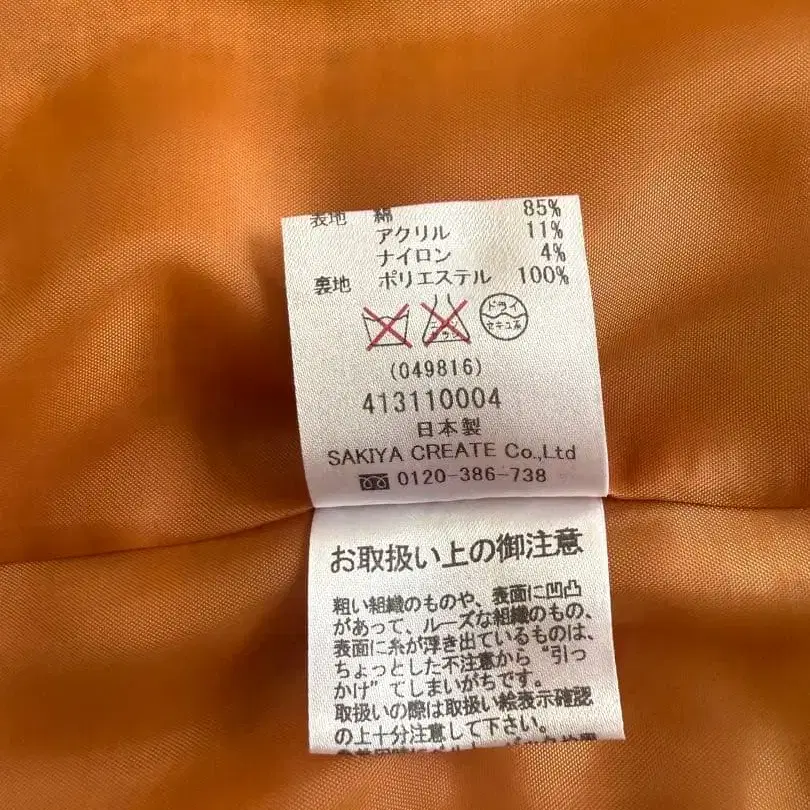 表地 綿 85%
アクリル 11%
ナイロン 4%
裏地 ポリエステル 100%
ドライ
セキユ系
(049816)
413110004
日本製
SAKIYA CREATE Co.,Ltd
0120-386-738
お取扱い上の御注意
粗い組織のものや、表面に凹凸
があって、ルーズな組織のもの、
表面に糸が浮き出ているものは、
ちょっとした不注意から“引っ
かけ”てしまいがちです。
取扱いの際は取扱い絵表示確認
の上十分注意して下さい。